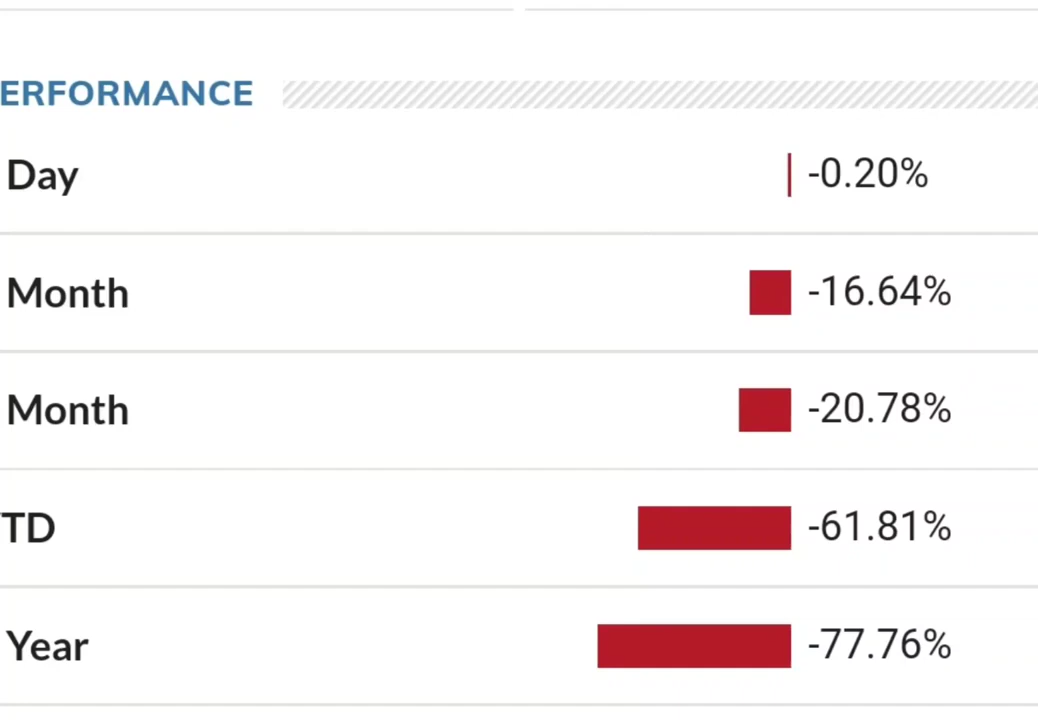 ERFORMANCE
Day -0.20%
Month -16.64%
Month -20.78%
TD -61.81%
Year -77.76%